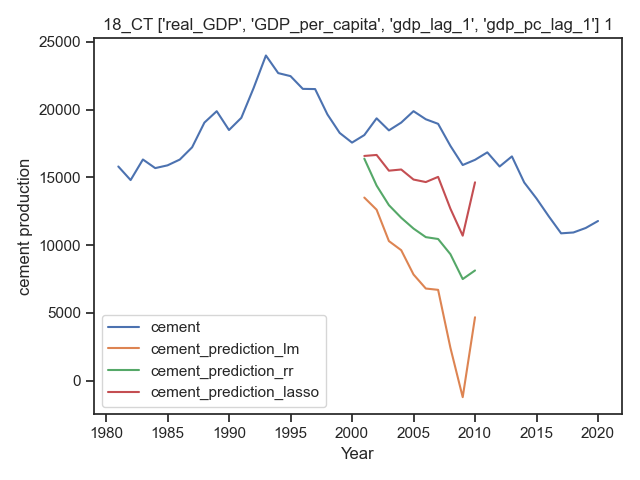 18_CT ['real_GDP', 'GDP_per_capita', 'gdp_lag_1', 'gdp_pc_lag_1'] 1
25000
20000
15000
10000
5000
0
cement production
cement
cement_prediction_lm
cement_prediction_rr
cement_prediction_lasso
1980 1985 1990 1995 2000 2005 2010 2015 2020
Year